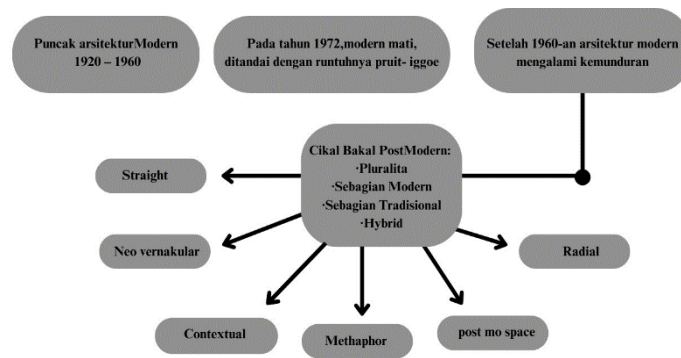 Puncak arsitekturModern
1920 – 1960
Pada tahun 1972,modern mati,
ditandai dengan runtuhnya pruit- iggoe
Setelah 1960-an arsitektur modern
mengalami kemunduran
Cikal Bakal PostModern:
·Pluralita
·Sebagian Modern
·Sebagian Tradisional
·Hybrid
Straight
Neo vernakular
Radial
Contextual
Methaphor
post mo space